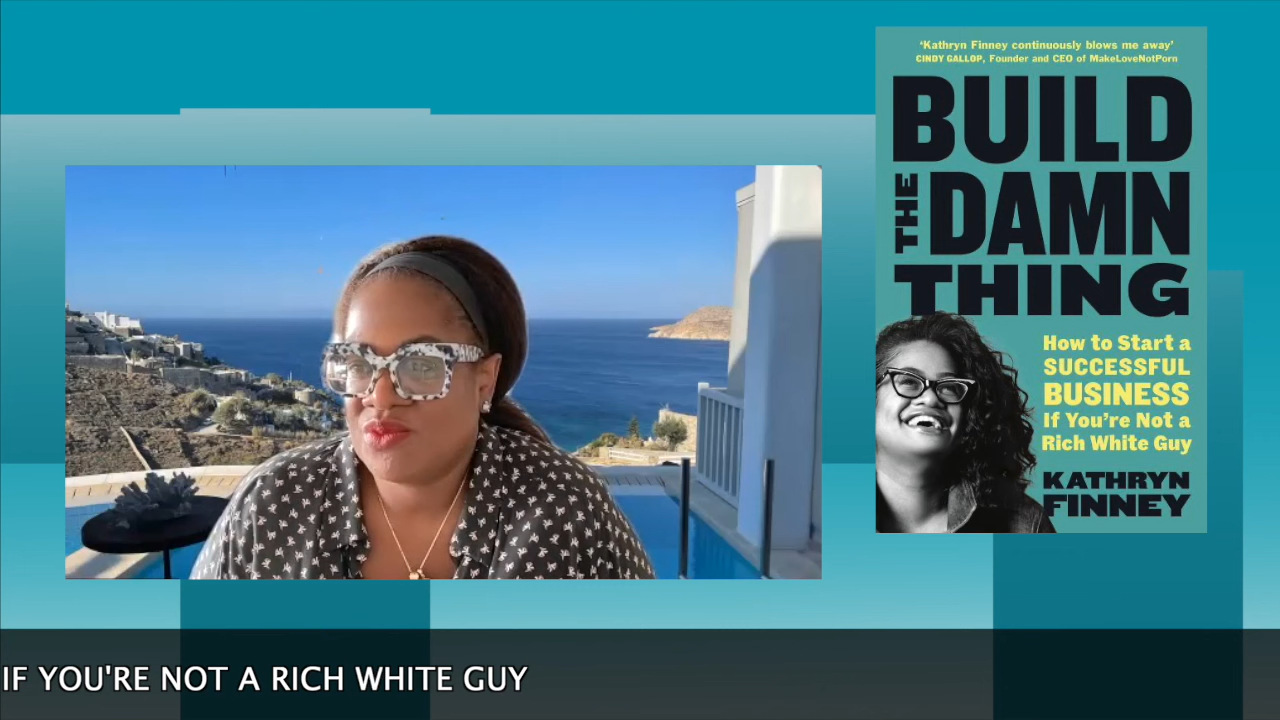 'Kathryn Finney continuously blows me away'
CINDY GALLOP, Founder and CEO of MakeLoveNotPorn
BUILD
THE
DAMN
THING
How to Start a
SUCCESSFUL
BUSINESS
If You're Not a
Rich White Guy
KATHRYN
FINNEY
IF YOU'RE NOT A RICH WHITE GUY